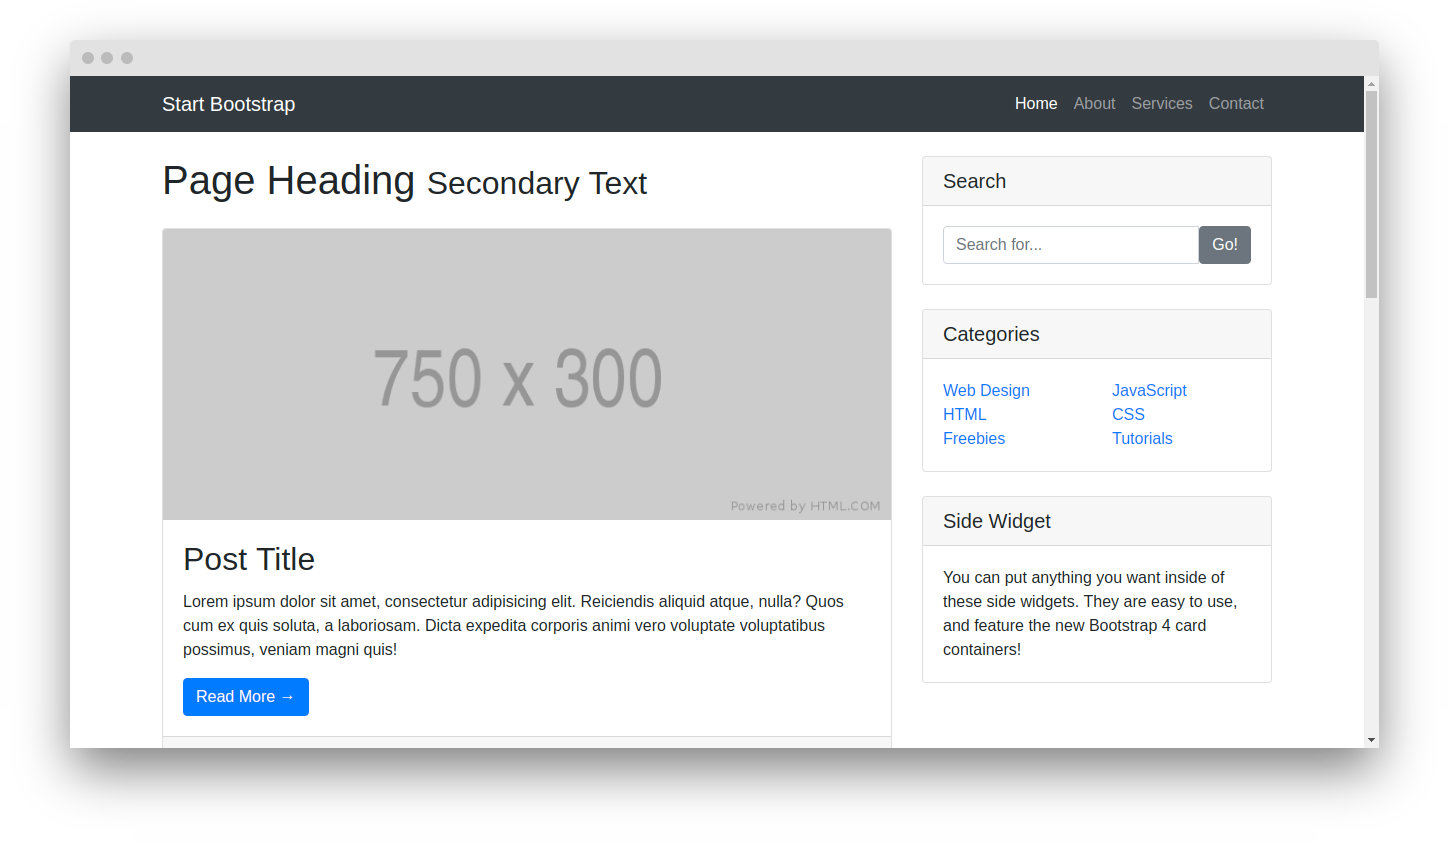 Start Bootstrap
Home About Services Contact
Page Heading Secondary Text
750 x 300
Powered by HTML.COM
Post Title
Lorem ipsum dolor sit amet, consectetur adipisicing elit. Reiciendis aliquid atque, nulla? Quos
cum ex quis soluta, a laboriosam. Dicta expedita corporis animi vero voluptate voluptatibus
possimus, veniam magni quis!
Read More →
Search
Search for... Go!
Categories
Web Design JavaScript
HTML CSS
Freebies Tutorials
Side Widget
You can put anything you want inside of
these side widgets. They are easy to use,
and feature the new Bootstrap 4 card
containers!